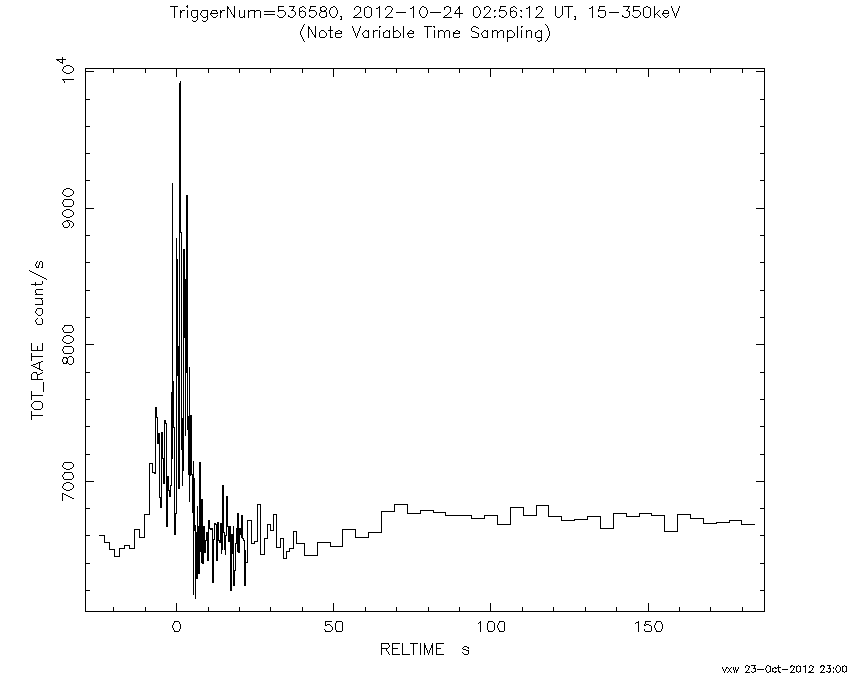 TriggerNum=536580, 2012-10-24 02:56:12 UT, 15-350keV
(Note Variable Time Sampling)
10⁴
9000
8000
7000
TOT_RATE count/s
0 50 100 150
RELTIME s
vxw 23-Oct-2012 23:00